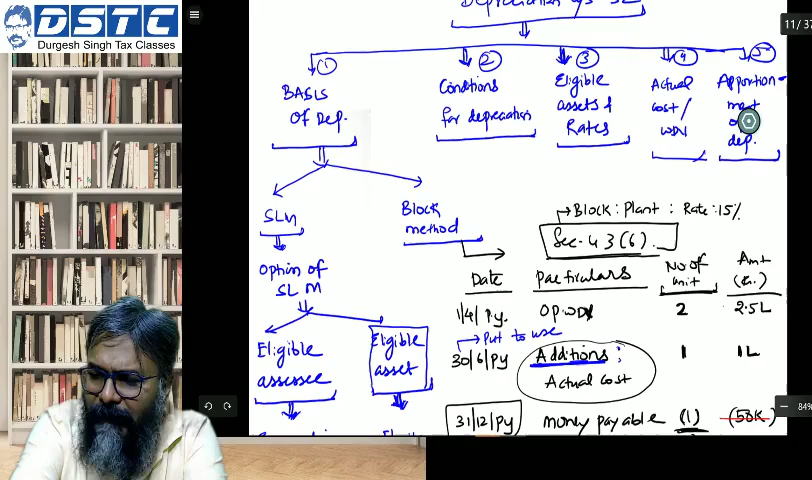 DSTC
Durgesh Singh Tax Classes
11 / 37
Depreciation u/s 32
① BASIS Of Dep.
② Conditions for depreciation
③ Eligible assets & Rates
④ Actual cost / WDV
⑤ Apportion-ment of dep.
SLM
Block method
Option of SLM
Eligible assessee
Eligible asset
Block : Plant : Rate : 15%
Sec-43(6)
Date Particulars No of unit Amt
1/4/Py. OP.WDV 2 2.5L
Put to use
30/6/Py Additions : 1 1L
Actual cost
31/12/Py money payable (1) (50K)
84%